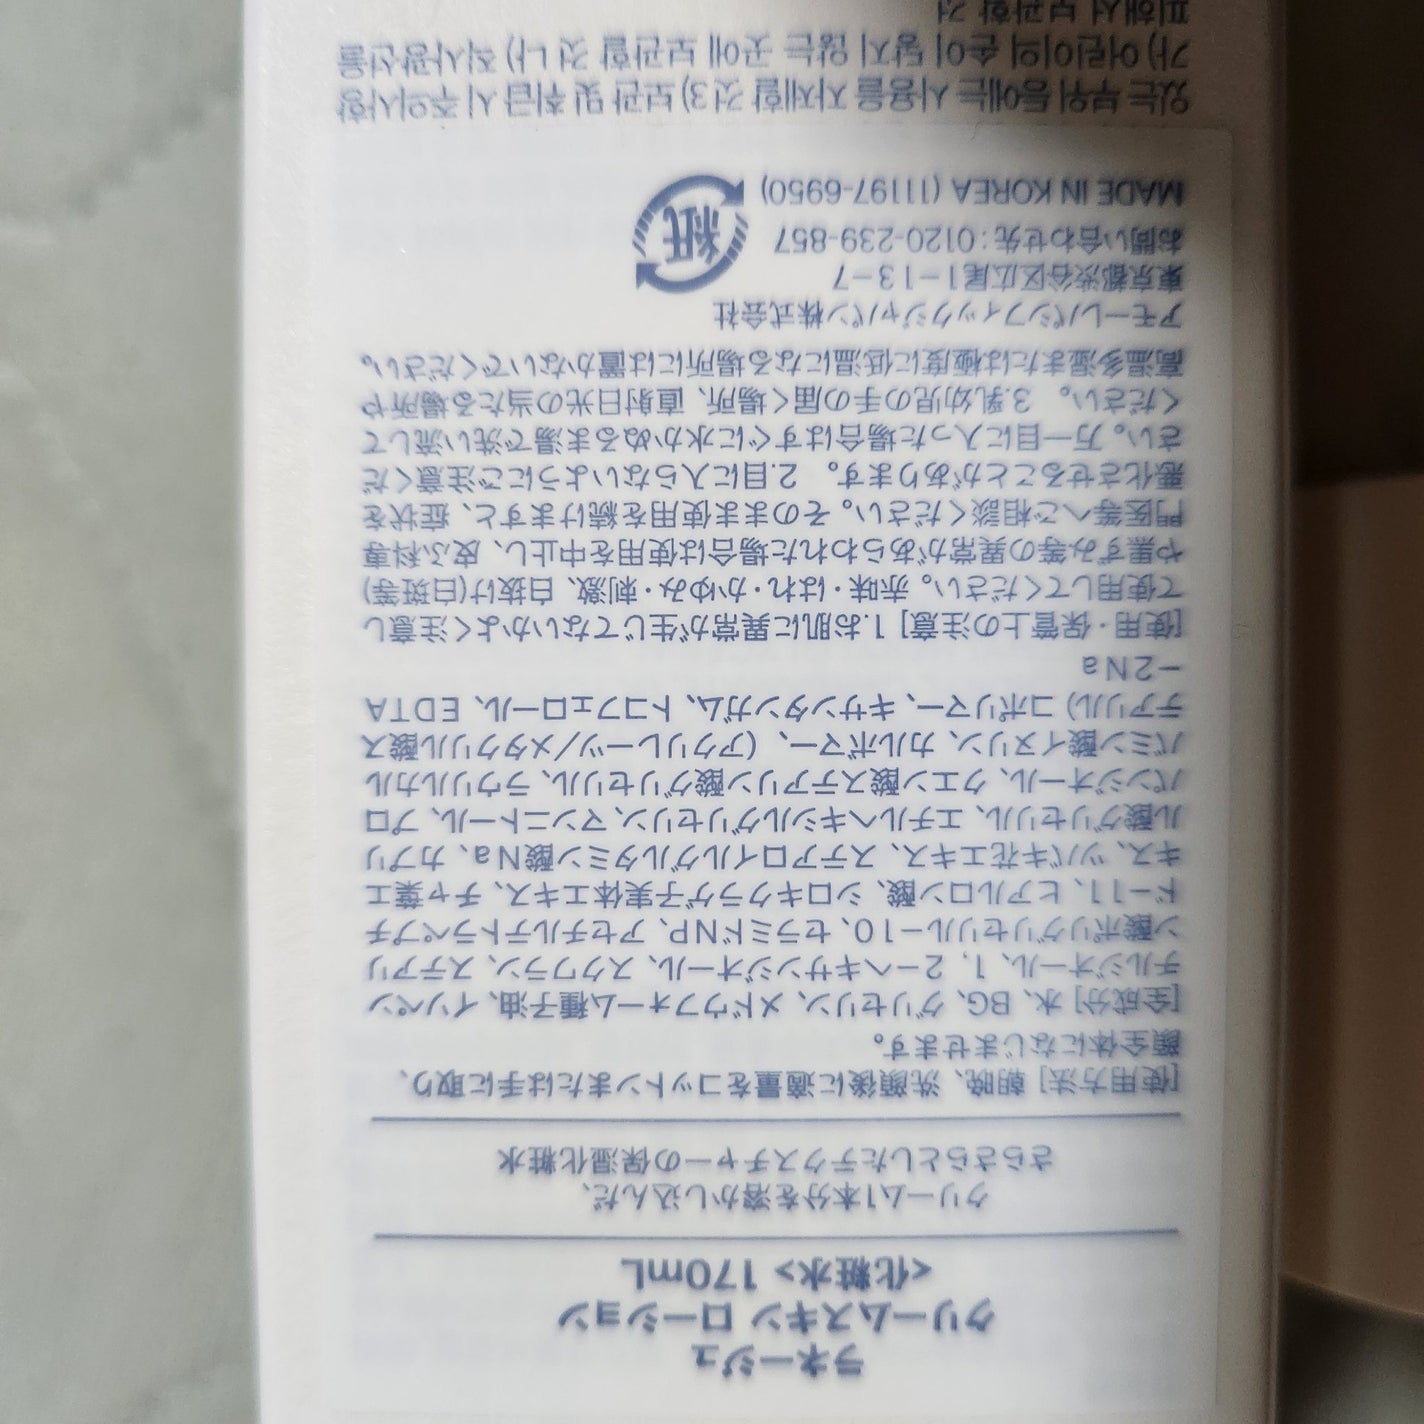 ラネージュ
クリームスキン ローション
<化粧水> 170mL
クリーム1本分を溶かし込んだ、
さらさらとしたテクスチャーの保湿化粧水
[使用方法] 朝晩、洗顔後に適量をコットンまたは手に取り、
顔全体になじませます。
[全成分] 水、BG、グリセリン、メドウフォーム種子油、イソペン
チルジオール、1，2－ヘキサンジオール、スクワラン、ステアリ
ン酸ポリグリセリル－10、セラミドNP、アセチルテトラペプチ
ド－11、ヒアルロン酸、シロキクラゲ子実体エキス、チャ葉エ
キス、ツバキ花エキス、ステアロイルグルタミン酸Na、カプリ
ル酸グリセリル、エチルヘキシルグリセリン、マンニトール、プロ
パンジオール、クエン酸ステアリン酸グリセリル、ラウリルカル
バミン酸イヌリン、カルボマー、（アクリレーツ/メタクリル酸ス
テアリル）コポリマー、キサンタンガム、トコフェロール、EDTA
－2Na
[使用・保管上の注意] 1.お肌に異常が生じてないかよく注意し
て使用してください。赤味・はれ・かゆみ・刺激、白抜け(白斑等)
や黒ずみ等の異常があらわれた場合は使用を中止し、皮ふ科専
門医等へご相談ください。そのまま使用を続けますと、症状を
悪化させることがあります。 2.目に入らないようにご注意くだ
さい。万一目に入った場合はすぐに水かぬるま湯で洗い流して
ください。 3.乳幼児の手の届く場所、直射日光の当たる場所や
高温多湿または極度に低温になる場所には置かないでください。
アモーレパシフィックジャパン株式会社
東京都渋谷区広尾1－13－7
お問い合わせ先：0120-239-857
MADE IN KOREA (11197-6950)
紙
있는 부위 등에는 사용을 자제할 것 3) 보관 및 취급 시 주의사항
가) 어린이의 손이 닿지 않는 곳에 보관할 것 나) 직사광선을
피해서 보관할 것